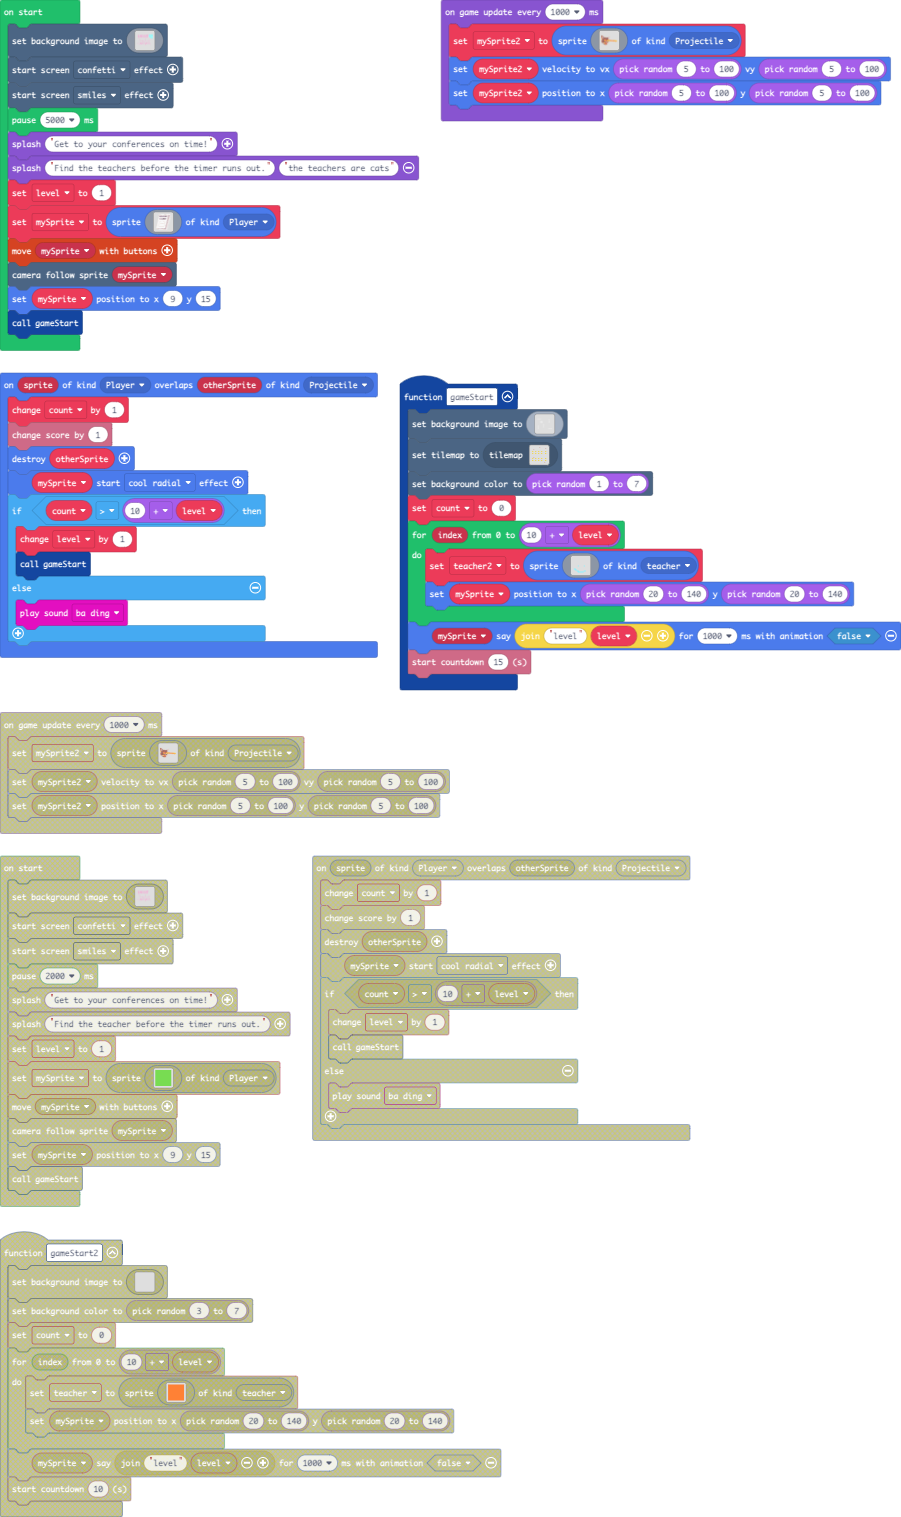 on start
set background image to
start screen confetti effect
start screen smiles effect
pause 5000 ms
splash "Get to your conferences on time!"
splash "Find the teachers before the timer runs out." "the teachers are cats"
set level to 1
set mySprite to sprite of kind Player
move mySprite with buttons
camera follow sprite mySprite
set mySprite position to x 9 y 15
call gameStart
on game update every 1000 ms
set mySprite2 to sprite of kind Projectile
set mySprite2 velocity to vx pick random 5 to 100 vy pick random 5 to 100
set mySprite2 position to x pick random 5 to 100 y pick random 5 to 100
on sprite of kind Player overlaps otherSprite of kind Projectile
change count by 1
change score by 1
destroy otherSprite
mySprite start cool radial effect
if count > 10 + level then
change level by 1
call gameStart
else
play sound ba ding
function gameStart
set background image to
set tilemap to tilemap
set background color to pick random 1 to 7
set count to 0
for index from 0 to 10 + level
do
set teacher2 to sprite of kind teacher
set mySprite position to x pick random 20 to 140 y pick random 20 to 140
mySprite say join "level" level for 1000 ms with animation false
start countdown 15 (s)
on game update every 1000 ms
set mySprite2 to sprite of kind Projectile
set mySprite2 velocity to vx pick random 5 to 100 vy pick random 5 to 100
set mySprite2 position to x pick random 5 to 100 y pick random 5 to 100
on start
set background image to
start screen confetti effect
start screen smiles effect
pause 2000 ms
splash "Get to your conferences on time!"
splash "Find the teacher before the timer runs out."
set level to 1
set mySprite to sprite of kind Player
move mySprite with buttons
camera follow sprite mySprite
set mySprite position to x 9 y 15
call gameStart
on sprite of kind Player overlaps otherSprite of kind Projectile
change count by 1
change score by 1
destroy otherSprite
mySprite start cool radial effect
if count > 10 + level then
change level by 1
call gameStart
else
play sound ba ding
function gameStart2
set background image to
set background color to pick random 3 to 7
set count to 0
for index from 0 to 10 + level
do
set teacher to sprite of kind teacher
set mySprite position to x pick random 20 to 140 y pick random 20 to 140
mySprite say join "level" level for 1000 ms with animation false
start countdown 10 (s)